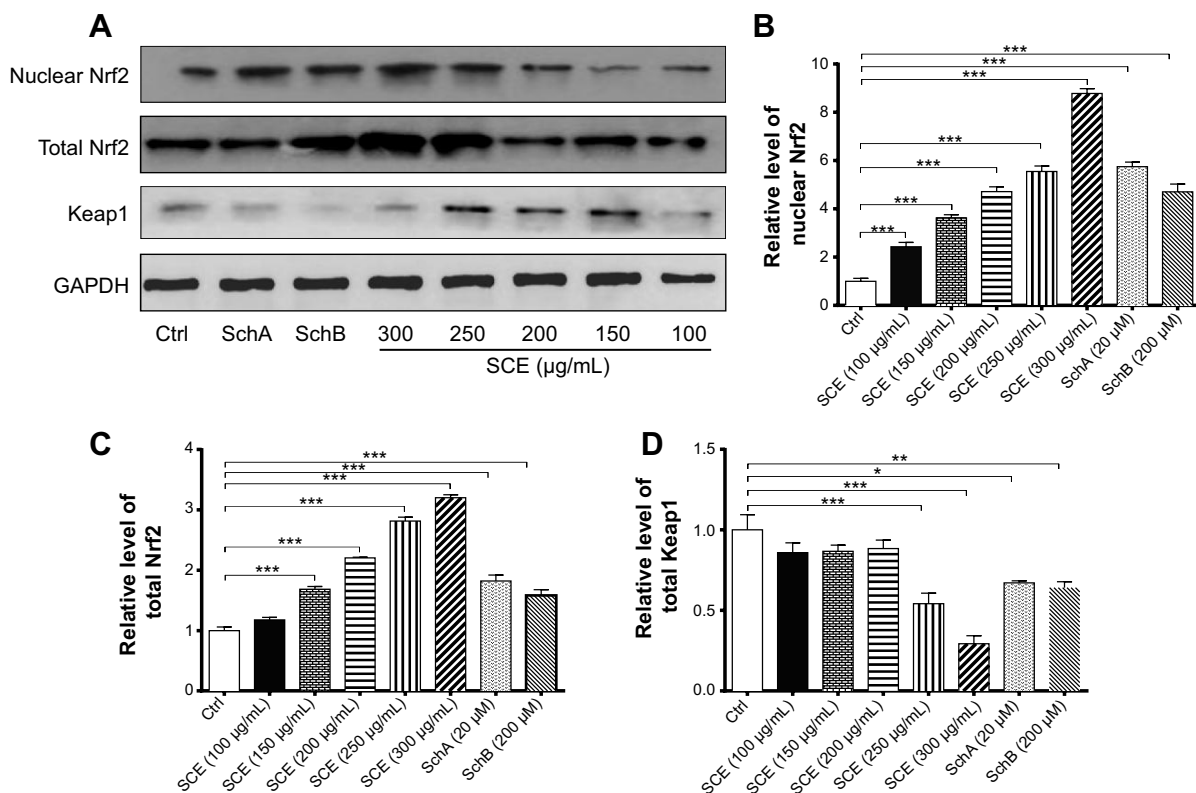 A
Nuclear Nrf2
Total Nrf2
Keap1
GAPDH
Ctrl SchA SchB 300 250 200 150 100
SCE (µg/mL)
B
Relative level of
nuclear Nrf2
10
8
6
4
2
0
***
***
***
***
***
***
***
Ctrl
SCE (100 µg/mL)
SCE (150 µg/mL)
SCE (200 µg/mL)
SCE (250 µg/mL)
SCE (300 µg/mL)
SchA (20 µM)
SchB (200 µM)
C
Relative level of
total Nrf2
4
3
2
1
0
***
***
***
***
***
***
Ctrl
SCE (100 µg/mL)
SCE (150 µg/mL)
SCE (200 µg/mL)
SCE (250 µg/mL)
SCE (300 µg/mL)
SchA (20 µM)
SchB (200 µM)
D
Relative level of
total Keap1
1.5
1.0
0.5
0.0
**
*
***
***
Ctrl
SCE (100 µg/mL)
SCE (150 µg/mL)
SCE (200 µg/mL)
SCE (250 µg/mL)
SCE (300 µg/mL)
SchA (20 µM)
SchB (200 µM)